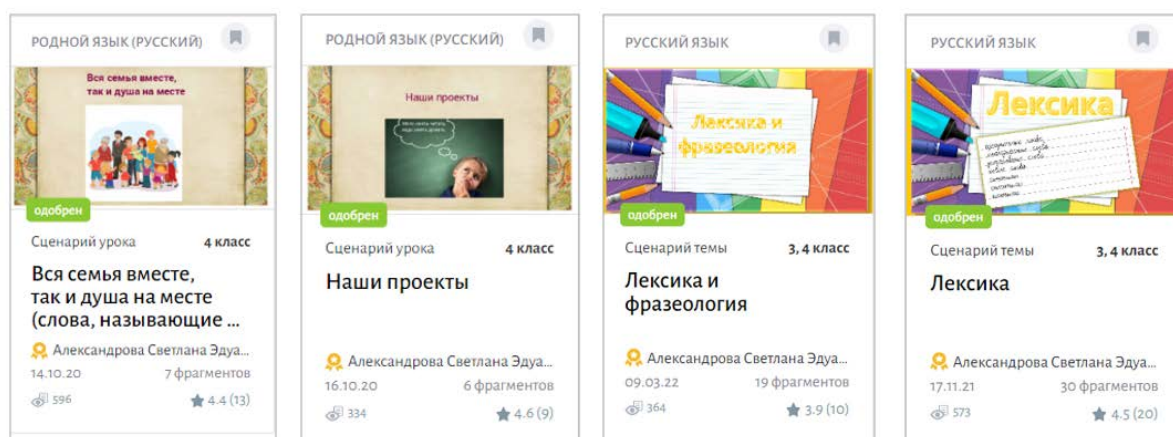 РОДНОЙ ЯЗЫК (РУССКИЙ)
Вся семья вместе,
так и душа на месте
одобрен
Сценарий урока 4 класс
Вся семья вместе,
так и душа на месте
(слова, называющие ...
Александрова Светлана Эдуа...
14.10.20 7 фрагментов
596 4.4 (13)
РОДНОЙ ЯЗЫК (РУССКИЙ)
Наши проекты
одобрен
Сценарий урока 4 класс
Наши проекты
Александрова Светлана Эдуа...
16.10.20 6 фрагментов
334 4.6 (9)
РУССКИЙ ЯЗЫК
Лексика и
фразеология
одобрен
Сценарий темы 3, 4 класс
Лексика и
фразеология
Александрова Светлана Эдуа...
09.03.22 19 фрагментов
364 3.9 (10)
РУССКИЙ ЯЗЫК
Лексика
одобрен
Сценарий темы 3, 4 класс
Лексика
Александрова Светлана Эдуа...
17.11.21 30 фрагментов
573 4.5 (20)